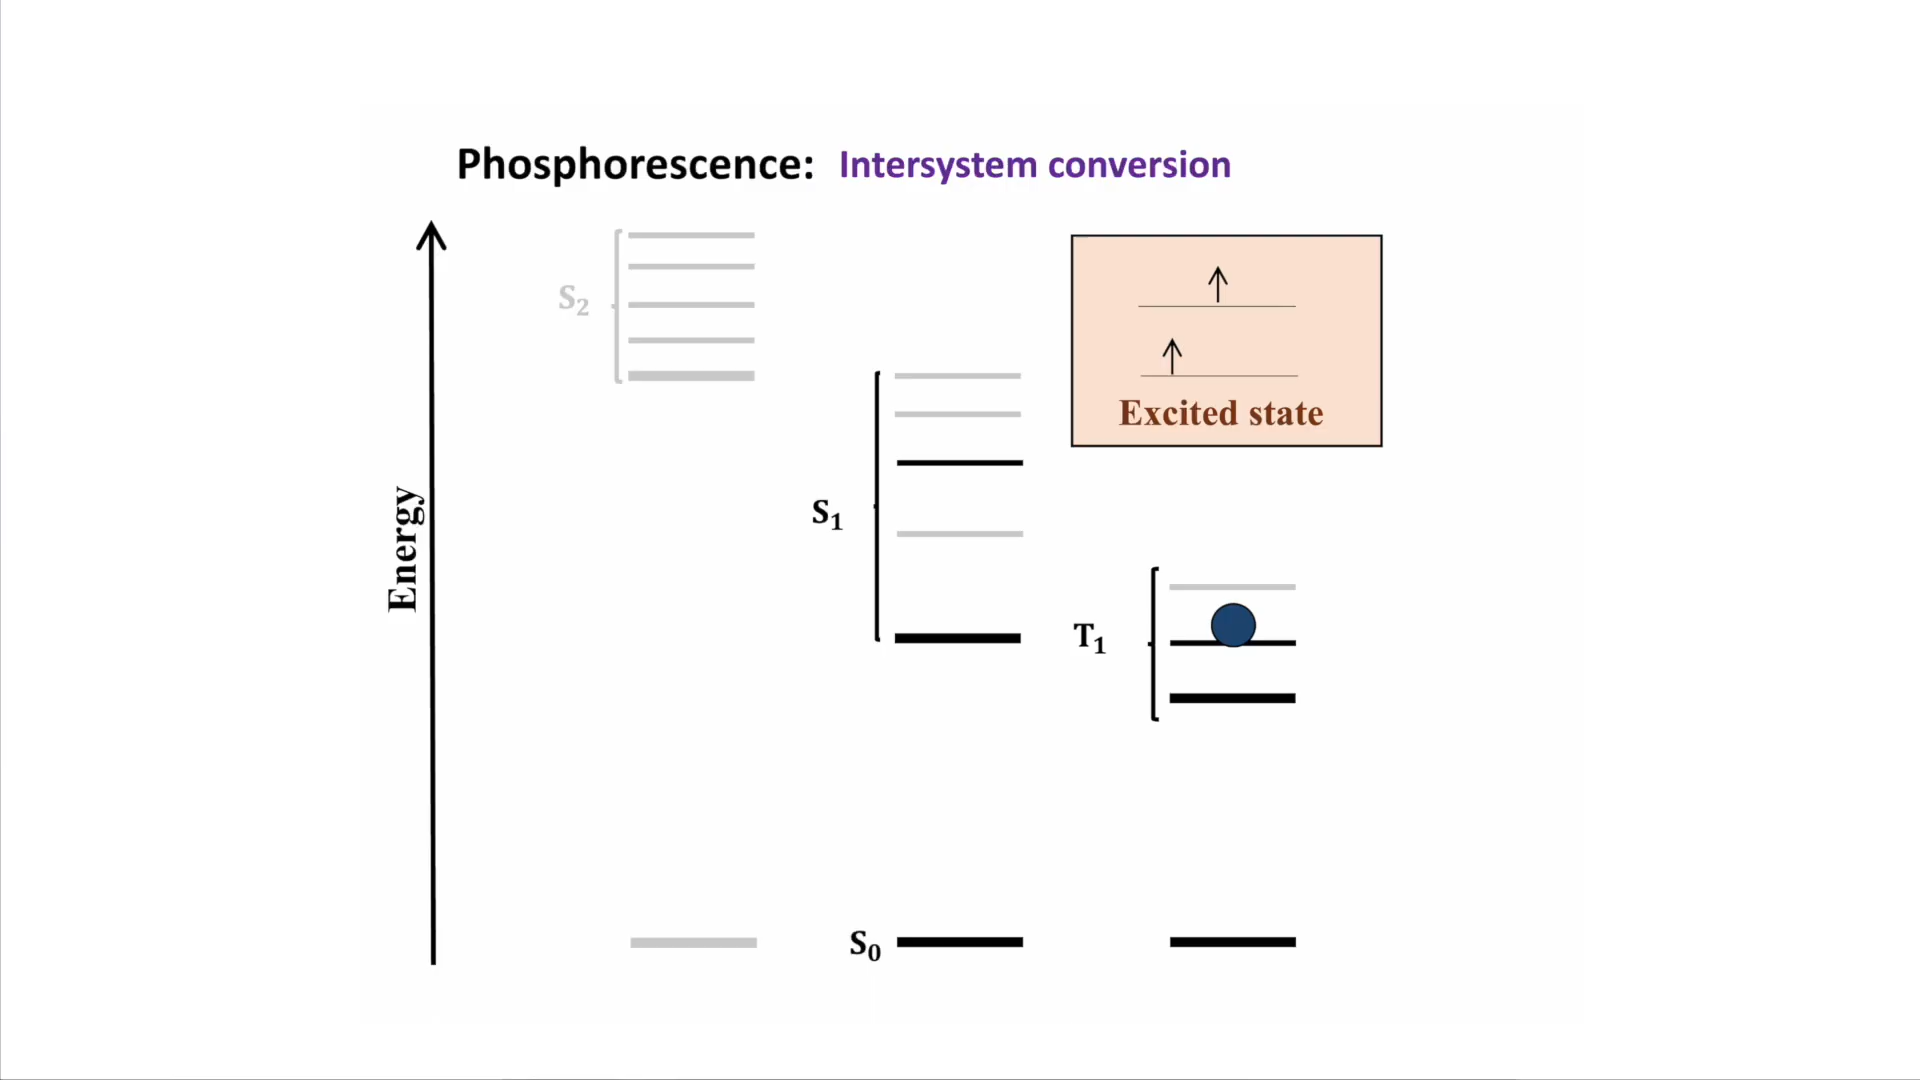 Phosphorescence: Intersystem conversion
S₂
Excited state
S₁
Energy
T₁
S₀